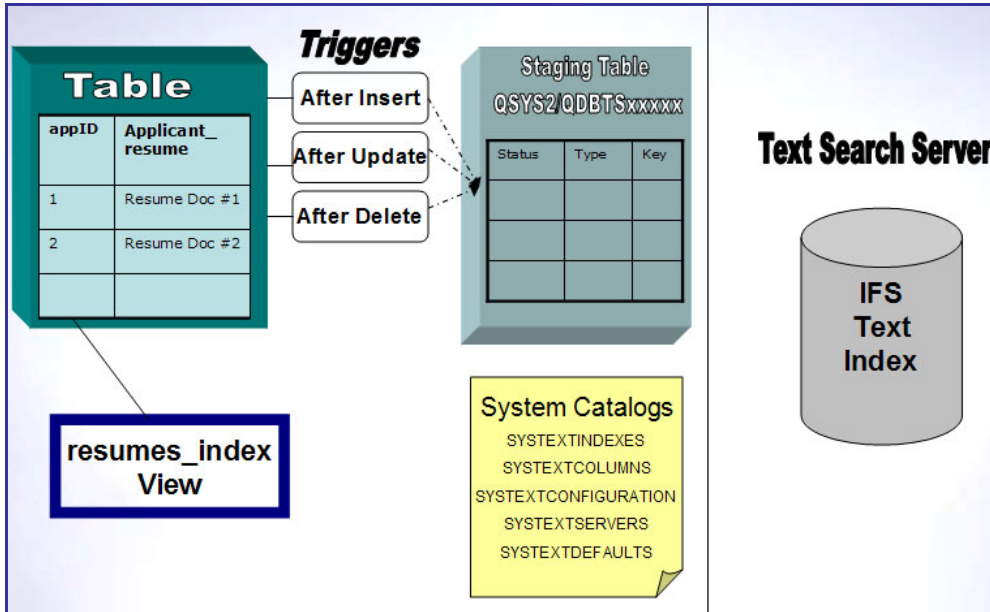 Table
appID
Applicant_
resume
1
Resume Doc #1
2
Resume Doc #2
Triggers
After Insert
After Update
After Delete
Staging Table
QSYS2/QDBTSxxxxx
Status
Type
Key
Text Search Server
IFS
Text
Index
resumes_index
View
System Catalogs
SYSTEXTINDEXES
SYSTEXTCOLUMNS
SYSTEXTCONFIGURATION
SYSTEXTSERVERS
SYSTEXTDEFAULTS